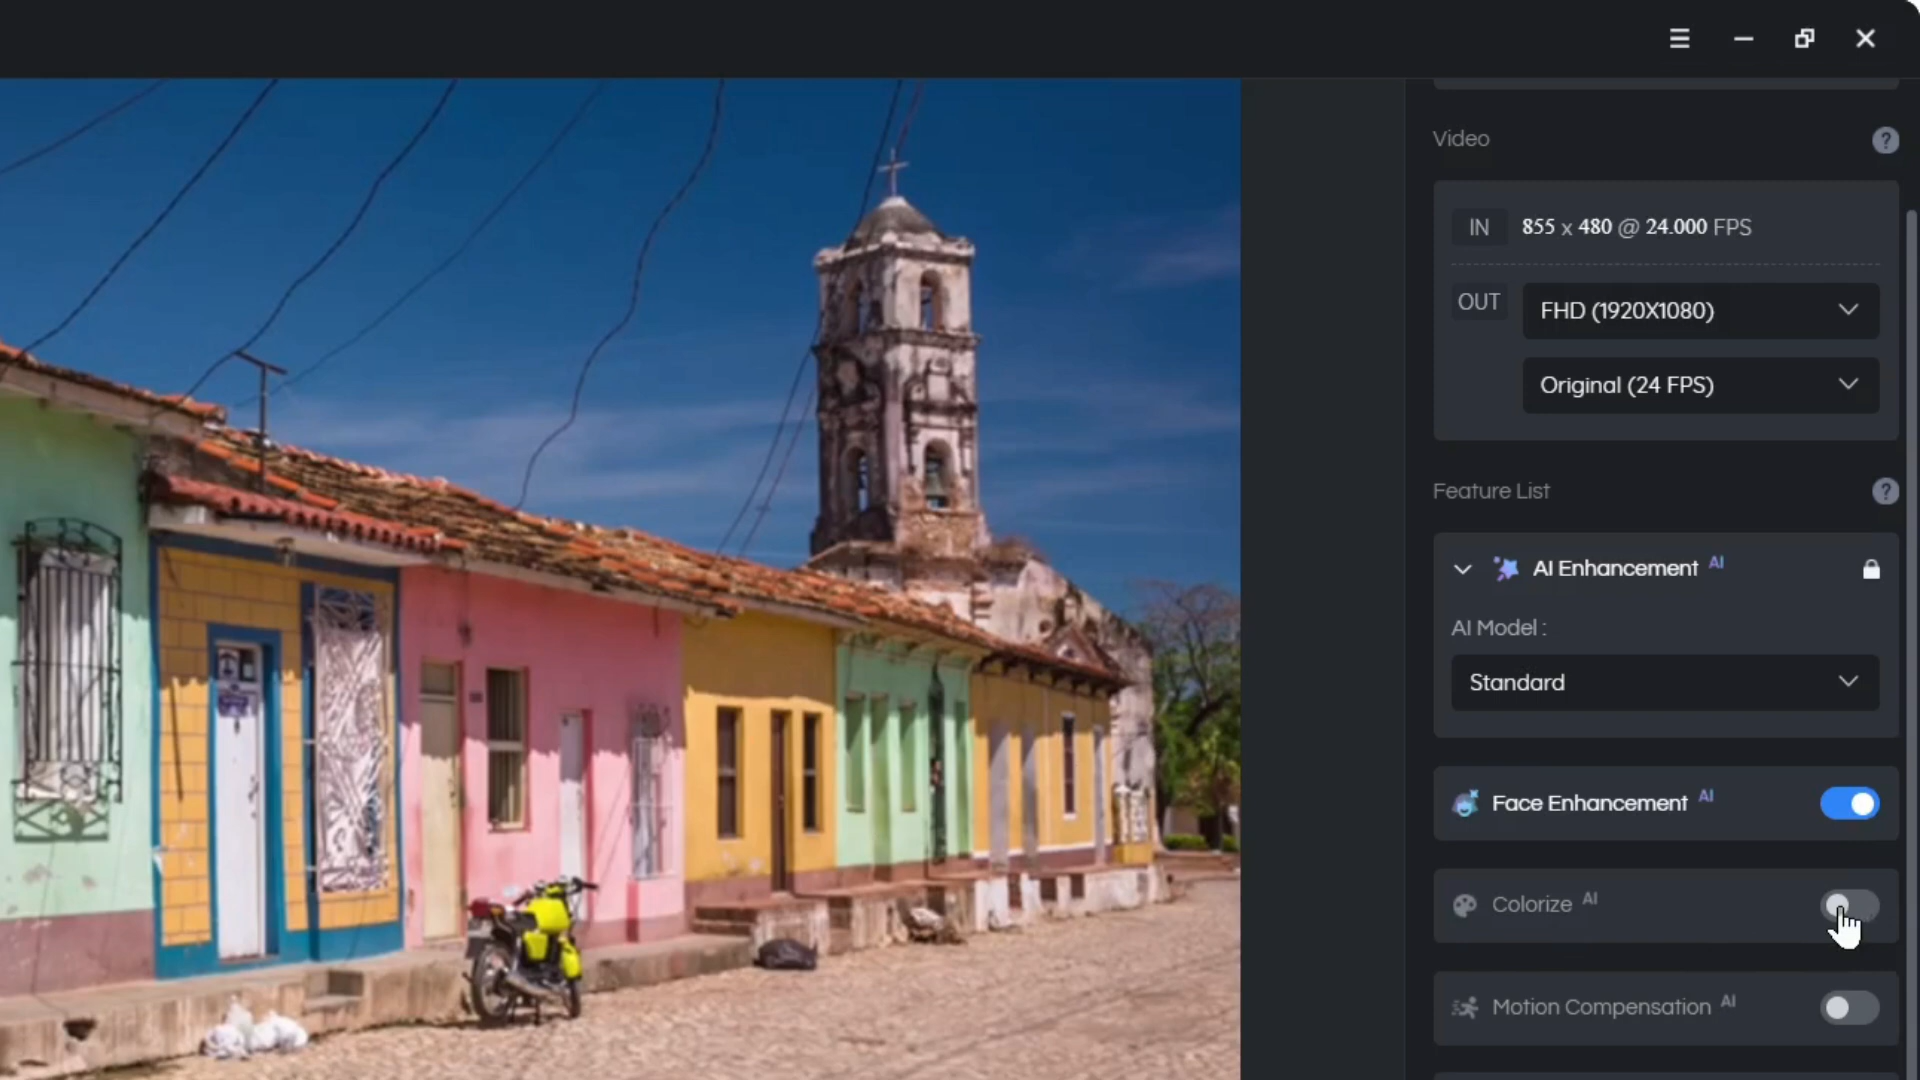 Video
?
IN 855 x 480 @ 24.000 FPS
OUT FHD (1920X1080)
Original (24 FPS)
Feature List
?
AI Enhancement AI
AI Model :
Standard
Face Enhancement AI
Colorize AI
Motion Compensation AI